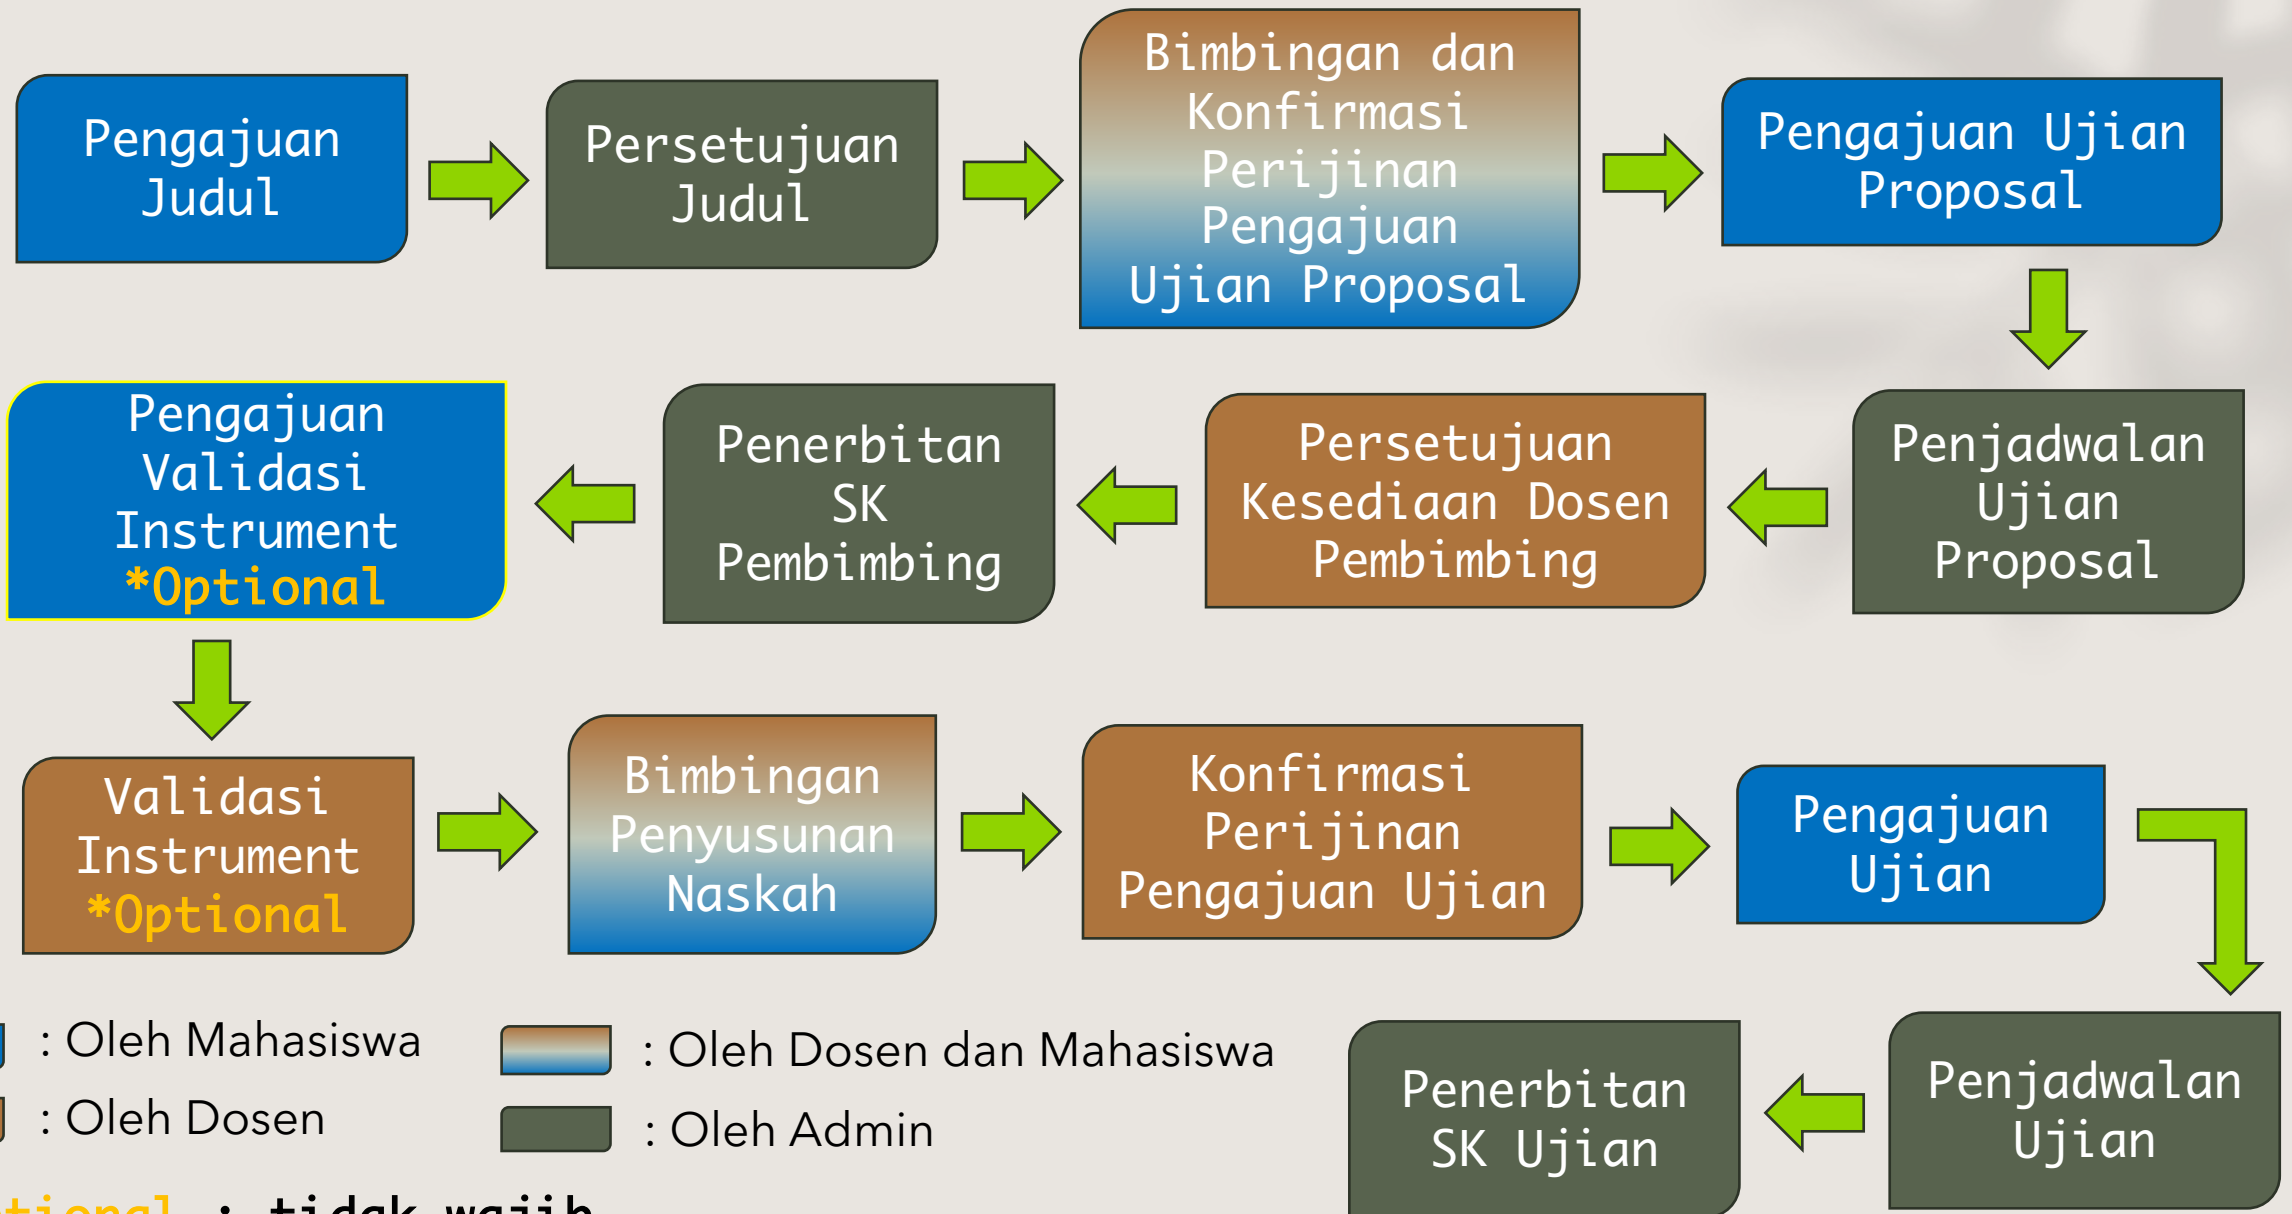 Pengajuan
Judul
Persetujuan
Judul
Bimbingan dan
Konfirmasi
Perijinan
Pengajuan
Ujian Proposal
Pengajuan Ujian
Proposal
Penjadwalan
Ujian
Proposal
Persetujuan
Kesediaan Dosen
Pembimbing
Penerbitan
SK
Pembimbing
Pengajuan
Validasi
Instrument
*Optional
Validasi
Instrument
*Optional
Bimbingan
Penyusunan
Naskah
Konfirmasi
Perijinan
Pengajuan Ujian
Pengajuan
Ujian
Penjadwalan
Ujian
Penerbitan
SK Ujian
: Oleh Mahasiswa
: Oleh Dosen
: Oleh Dosen dan Mahasiswa
: Oleh Admin
: tidak wajib